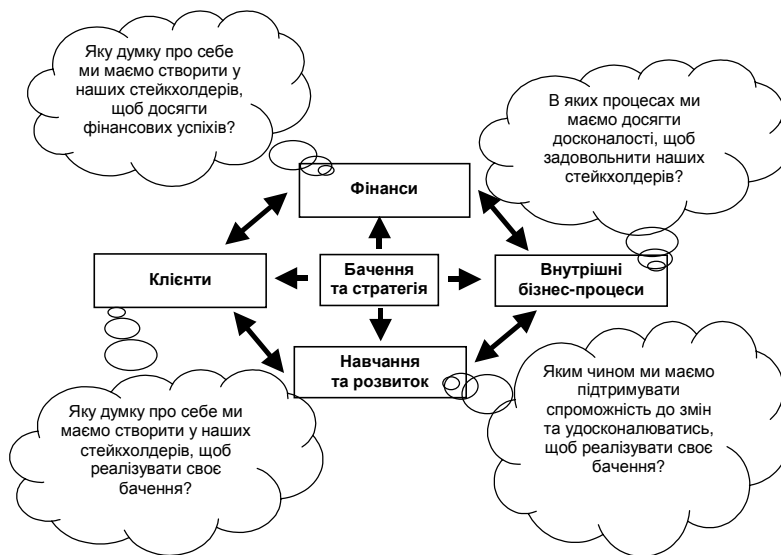 Яку думку про себе
ми маємо створити у
наших стейкхолдерів,
щоб досягти
фінансових успіхів?
В яких процесах ми
маємо досягти
досконалості, щоб
задовольнити наших
стейкхолдерів?
Фінанси
Клієнти
Бачення
та стратегія
Внутрішні
бізнес-процеси
Навчання
та розвиток
Яку думку про себе ми
маємо створити у наших
стейкхолдерів, щоб
реалізувати своє
бачення?
Яким чином ми маємо
підтримувати
спроможність до змін
та удосконалюватись,
щоб реалізувати своє
бачення?